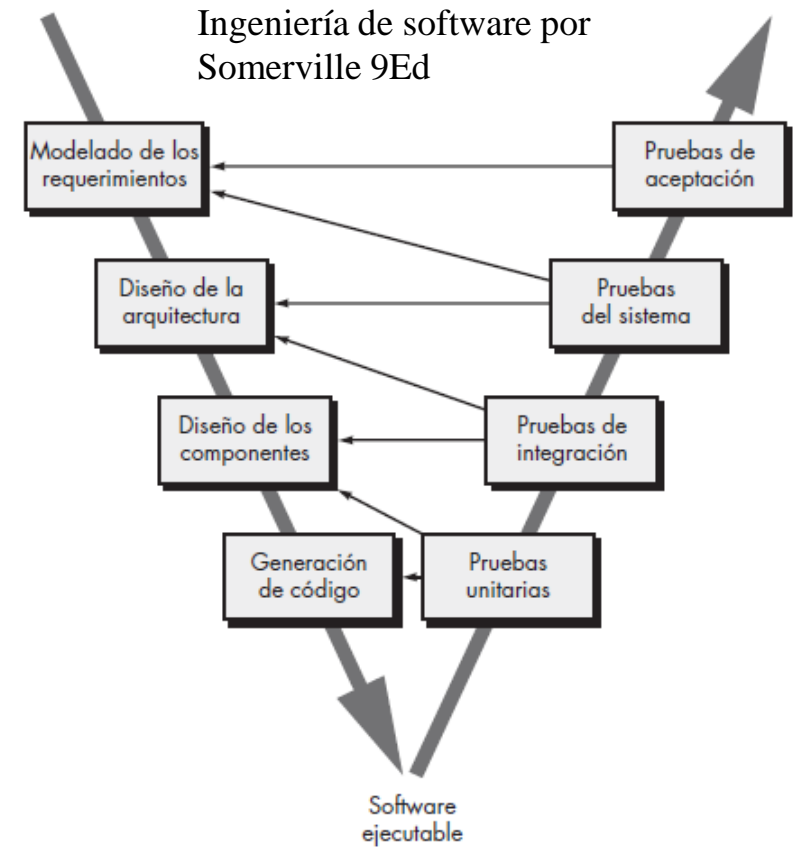 Ingeniería de software por
Somerville 9Ed
Modelado de los
requerimientos
Pruebas de
aceptación
Diseño de la
arquitectura
Pruebas
del sistema
Diseño de los
componentes
Pruebas de
integración
Generación
de código
Pruebas
unitarias
Software
ejecutable